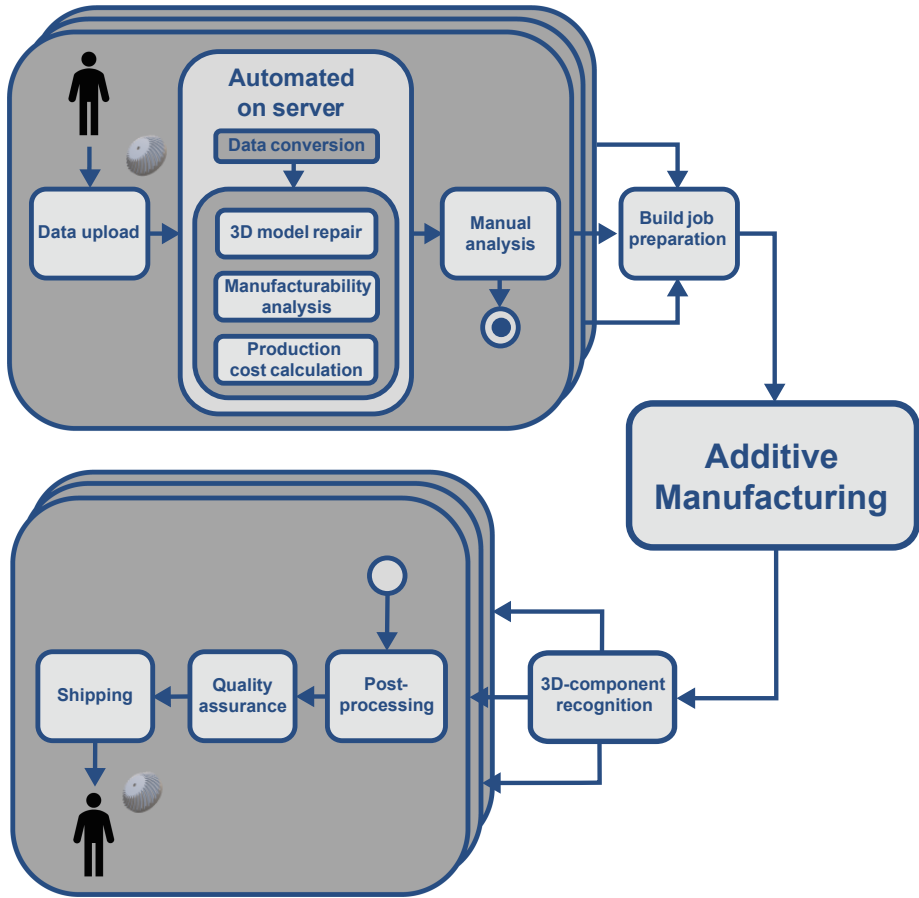 Automated
on server
Data conversion
Data upload
3D model repair
Manufacturability
analysis
Production
cost calculation
Manual
analysis
Build job
preparation
Additive
Manufacturing
3D-component
recognition
Post-
processing
Quality
assurance
Shipping